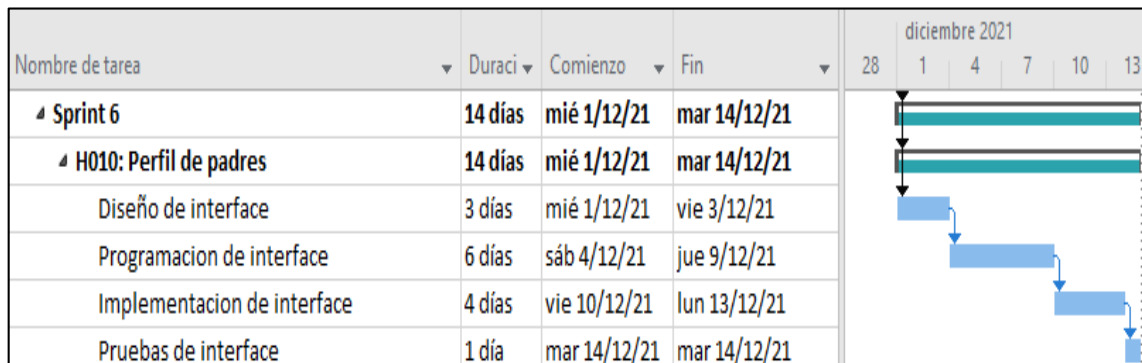 diciembre 2021
Nombre de tarea Duraci Comienzo Fin 28 1 4 7 10 13
Sprint 6 14 días mié 1/12/21 mar 14/12/21
H010: Perfil de padres 14 días mié 1/12/21 mar 14/12/21
Diseño de interface 3 días mié 1/12/21 vie 3/12/21
Programacion de interface 6 días sáb 4/12/21 jue 9/12/21
Implementacion de interface 4 días vie 10/12/21 lun 13/12/21
Pruebas de interface 1 día mar 14/12/21 mar 14/12/21